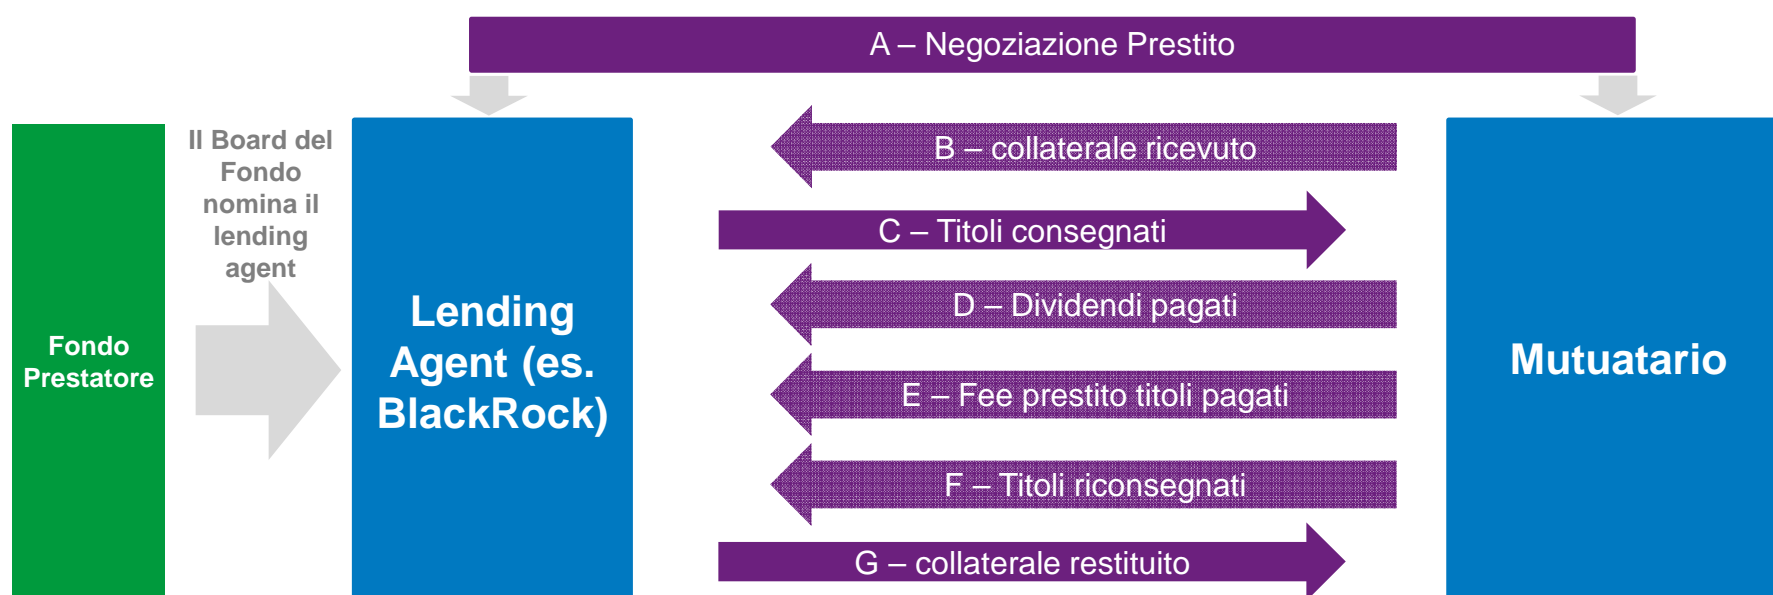 A – Negoziazione Prestito
Il Board del
Fondo
nomina il
lending
agent
Fondo
Prestatore
Lending
Agent (es.
BlackRock)
B – collaterale ricevuto
C – Titoli consegnati
D – Dividendi pagati
E – Fee prestito titoli pagati
F – Titoli riconsegnati
G – collaterale restituito
Mutuatario